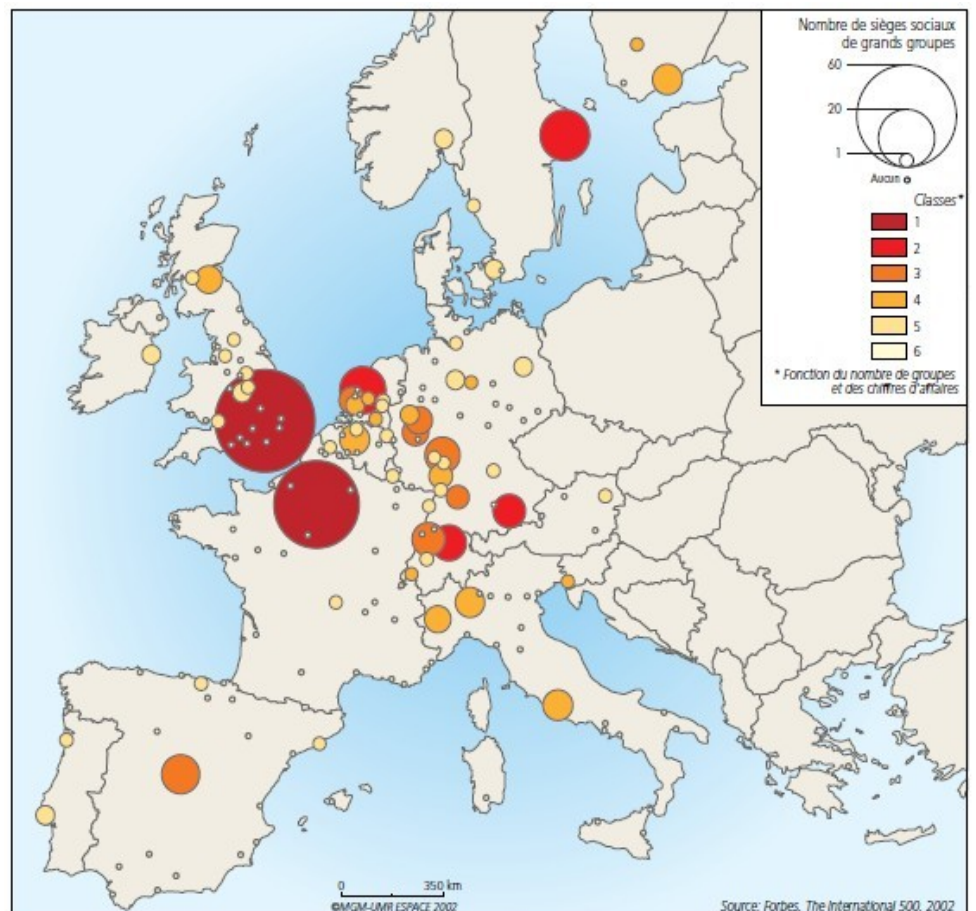 Nombre de sièges sociaux
de grands groupes
60
20
1
Aucun
Classes*
1
2
3
4
5
6
* Fonction du nombre de groupes
et des chiffres d'affaires
0 350 km
©MGM-UMR ESPACE 2002
Source: Forbes, The International 500, 2002